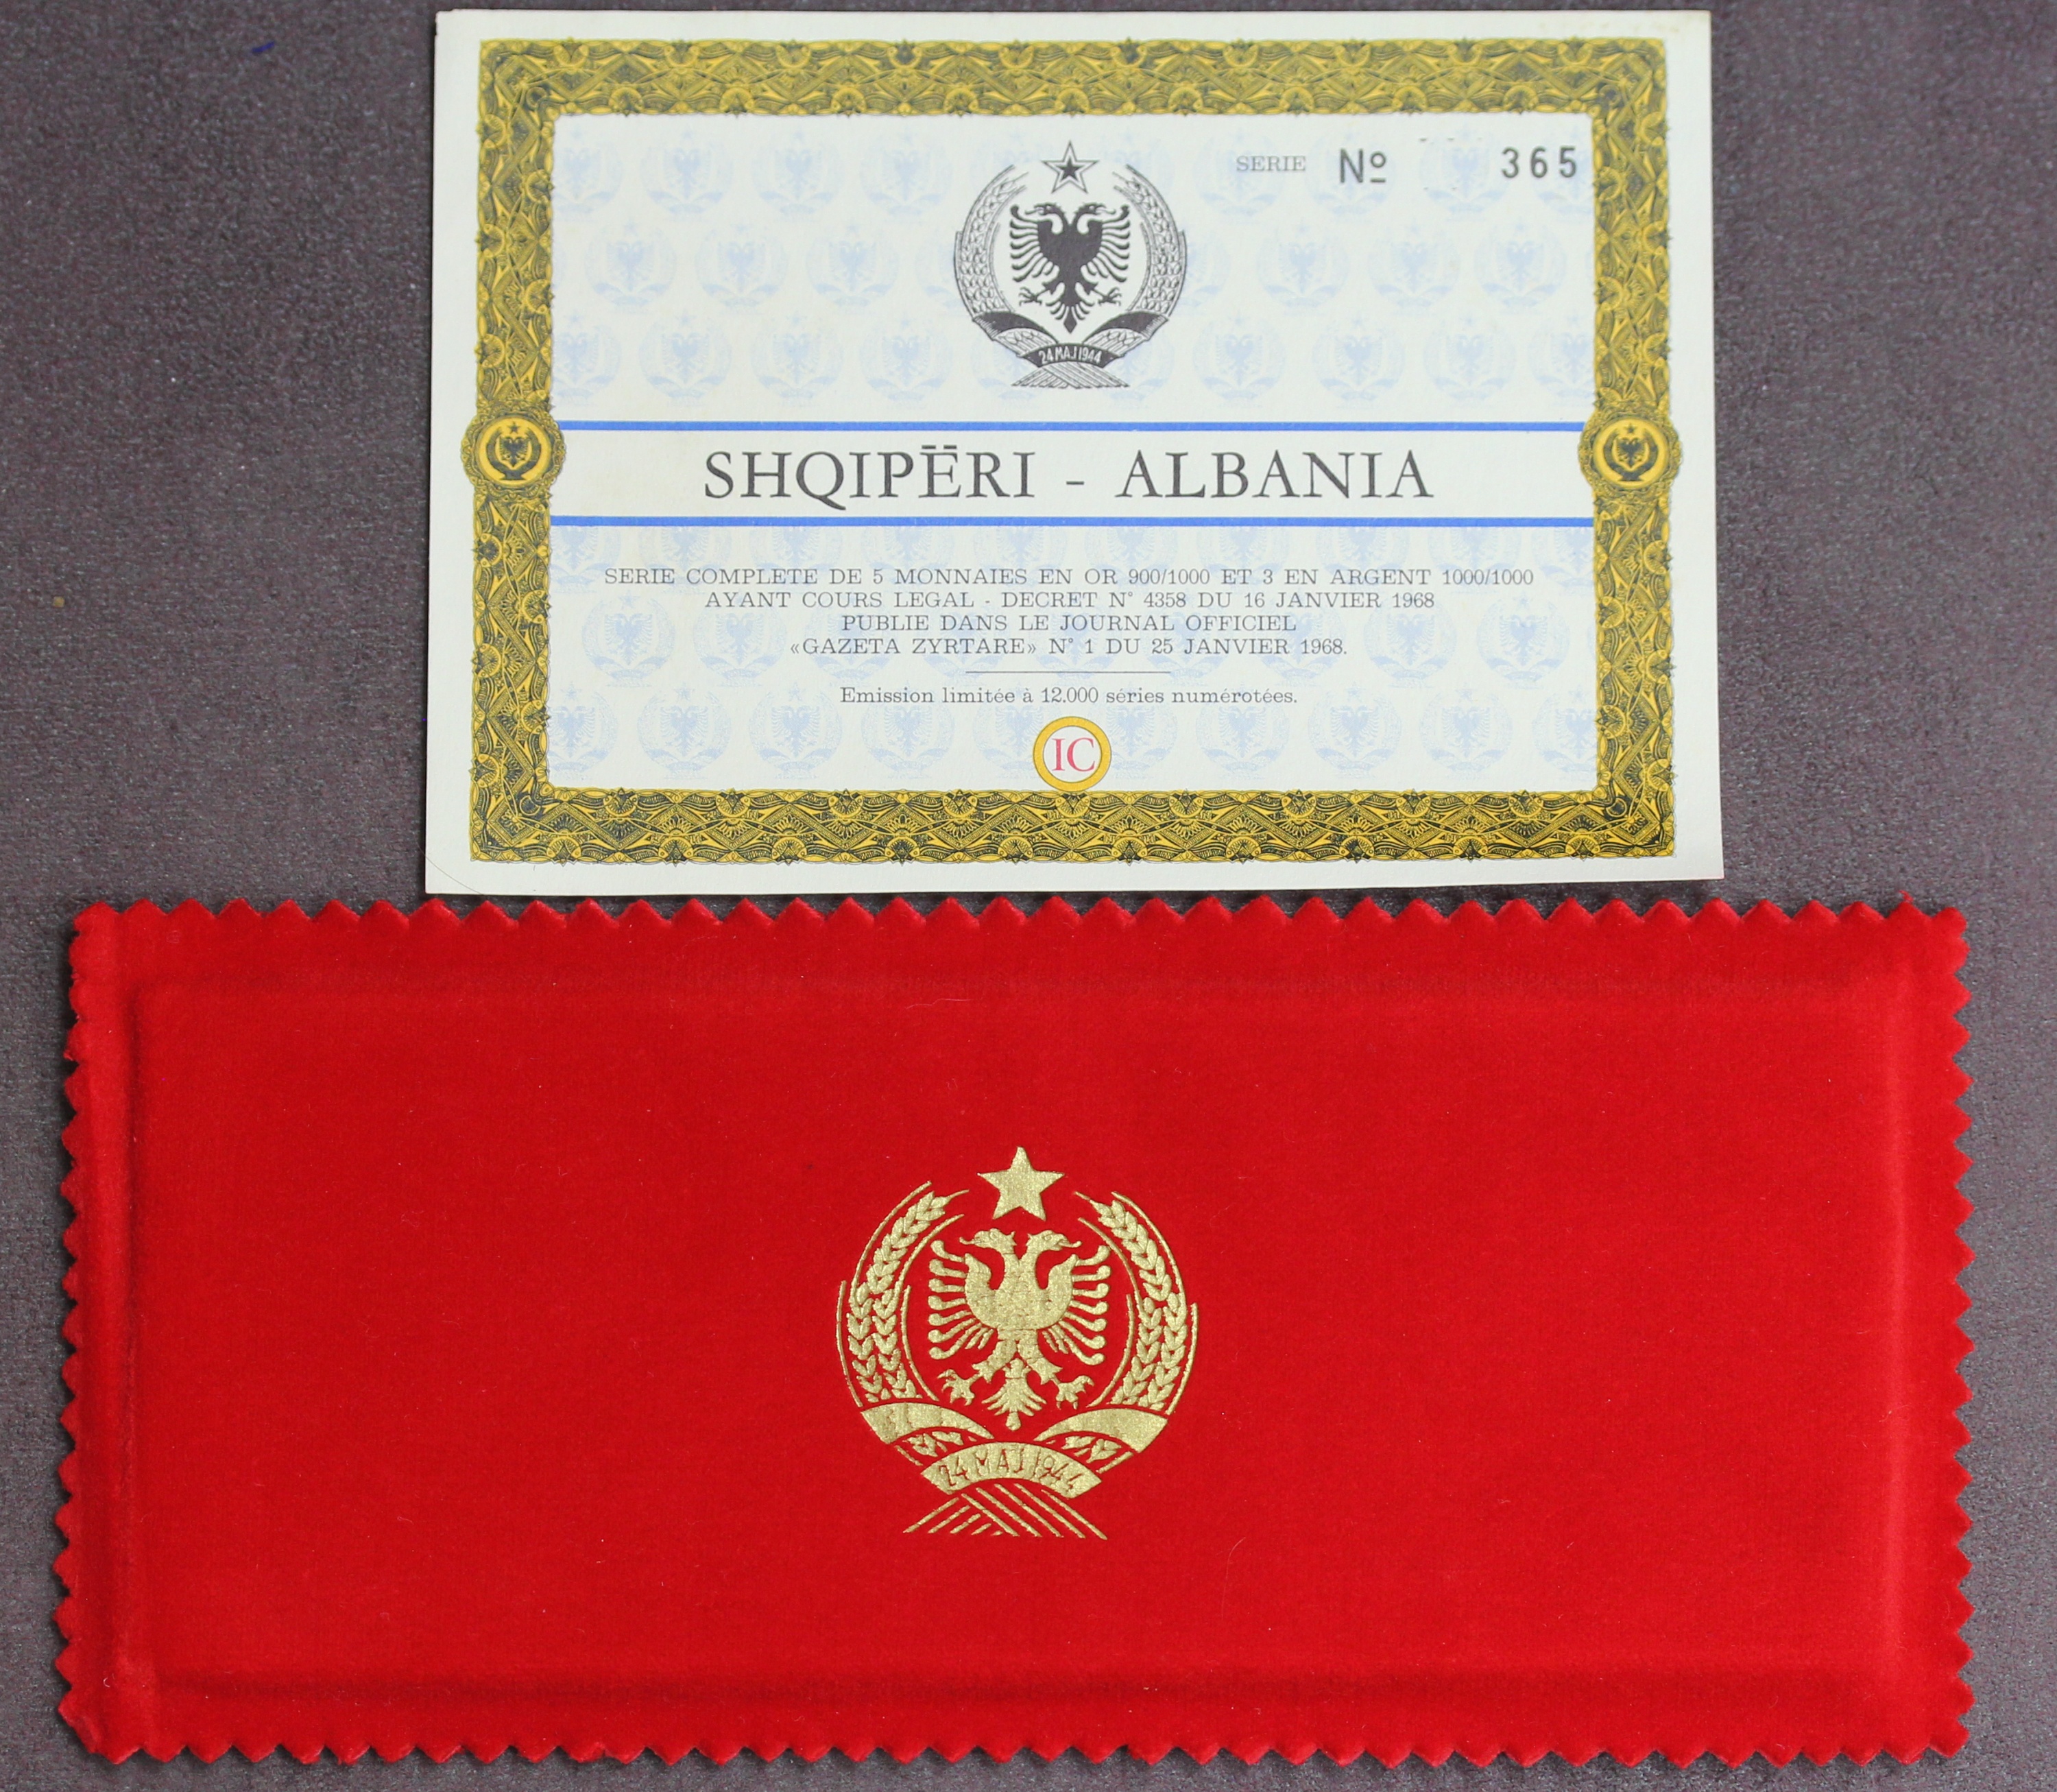 SERIE Nº 365
24 MAJ 1944
SHQIPËRI - ALBANIA
SERIE COMPLETE DE 5 MONNAIES EN OR 900/1000 ET 3 EN ARGENT 1000/1000
AYANT COURS LEGAL - DECRET N° 4358 DU 16 JANVIER 1968
PUBLIE DANS LE JOURNAL OFFICIEL
«GAZETA ZYRTARE» N° 1 DU 25 JANVIER 1968.
Emission limitée à 12.000 séries numérotées.
IC
24 MAJ 1944